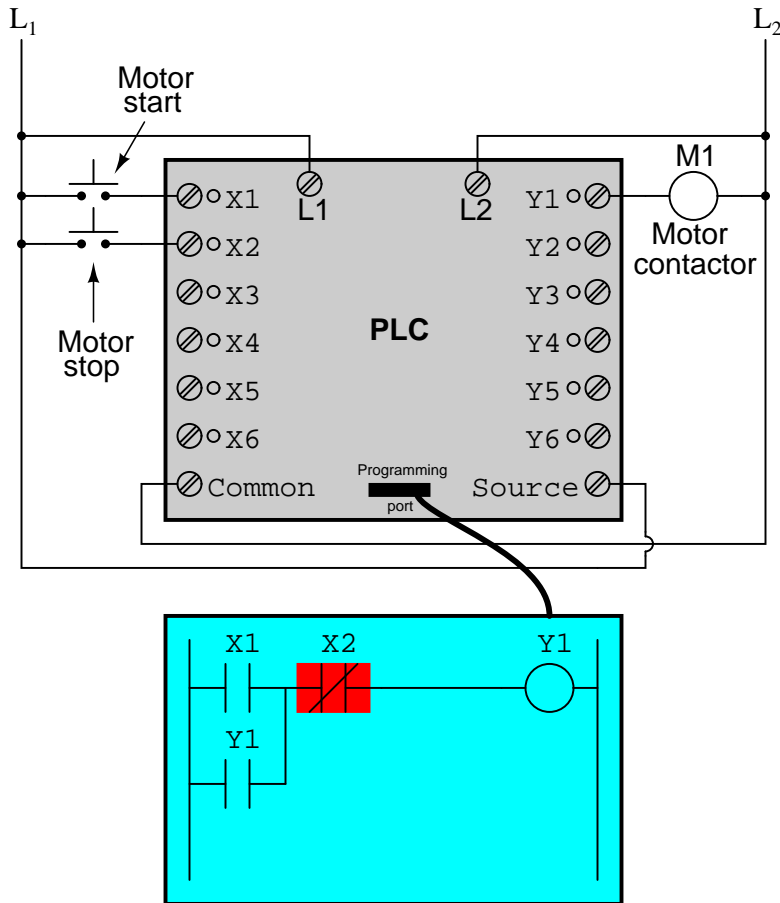 L1 L2
Motor
start
M1
X1 L1 L2 Y1
X2 Y2
Motor
contactor
X3 Y3
Motor
stop
X4 PLC Y4
X5 Y5
X6 Y6
Programming
Common Source
port
X1 X2 Y1
Y1